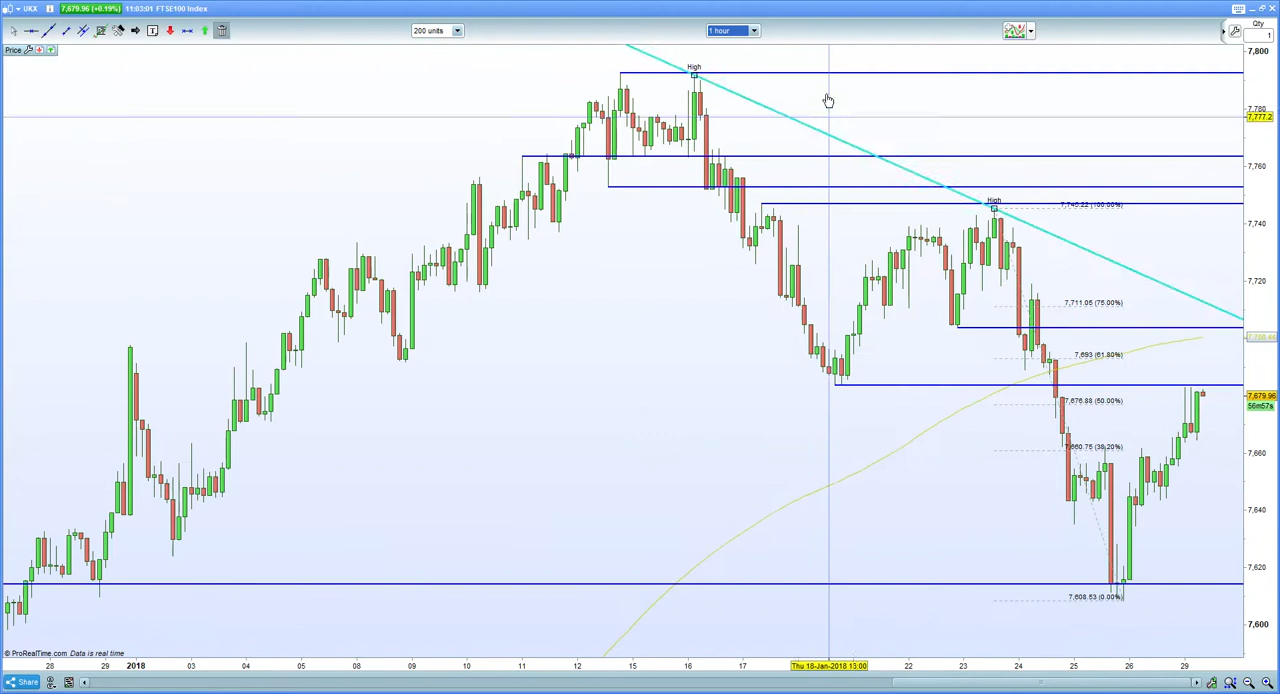 UKX 7,679.96 (+0.19%) 11:03:01 FTSE100 Index
200 units 1 hour Qty
1
Price
7,800
High
7,780
7,777.2
7,760
High
7,745.22 (100.00%)
7,740
7,720
7,711.05 (75.00%)
7,693 (61.80%)
7,679.96
7,676.88 (50.00%)
56m57s
7,660.75 (38.20%)
7,660
7,640
7,620
7,608.53 (0.00%)
7,600
© ProRealTime.com Data is real time
28 29 2018 03 04 05 08 09 10 11 12 15 16 17 Thu 18-Jan-2018 13:00 22 23 24 25 26 29
Share